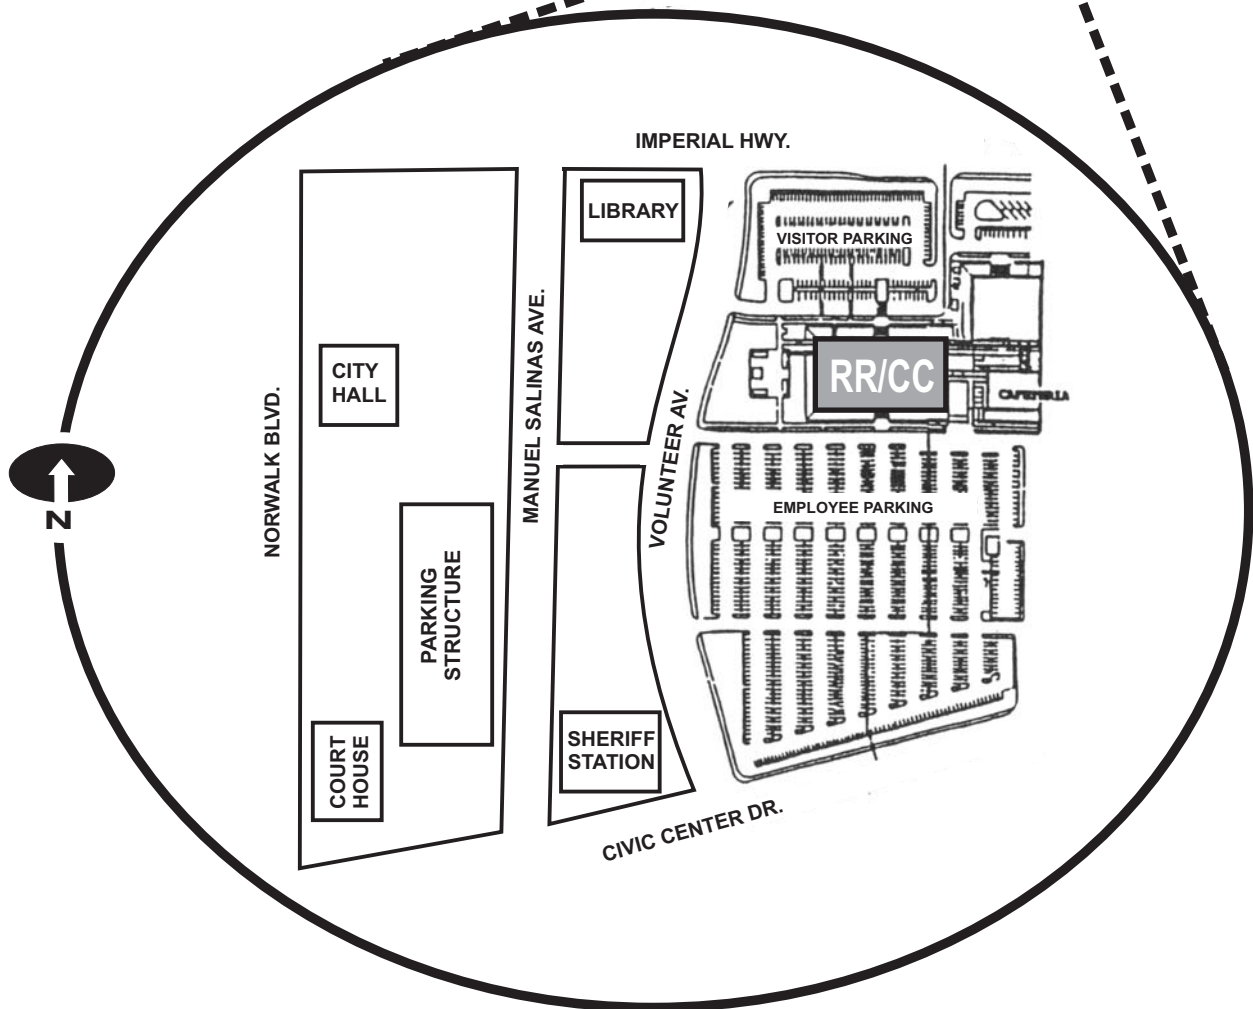 IMPERIAL HWY.
LIBRARY
VISITOR PARKING
MANUEL SALINAS AVE.
CITY
HALL
RR/CC
CAFETERIA
NORWALK BLVD.
VOLUNTEER AV.
N
EMPLOYEE PARKING
PARKING
STRUCTURE
SHERIFF
STATION
COURT
HOUSE
CIVIC CENTER DR.